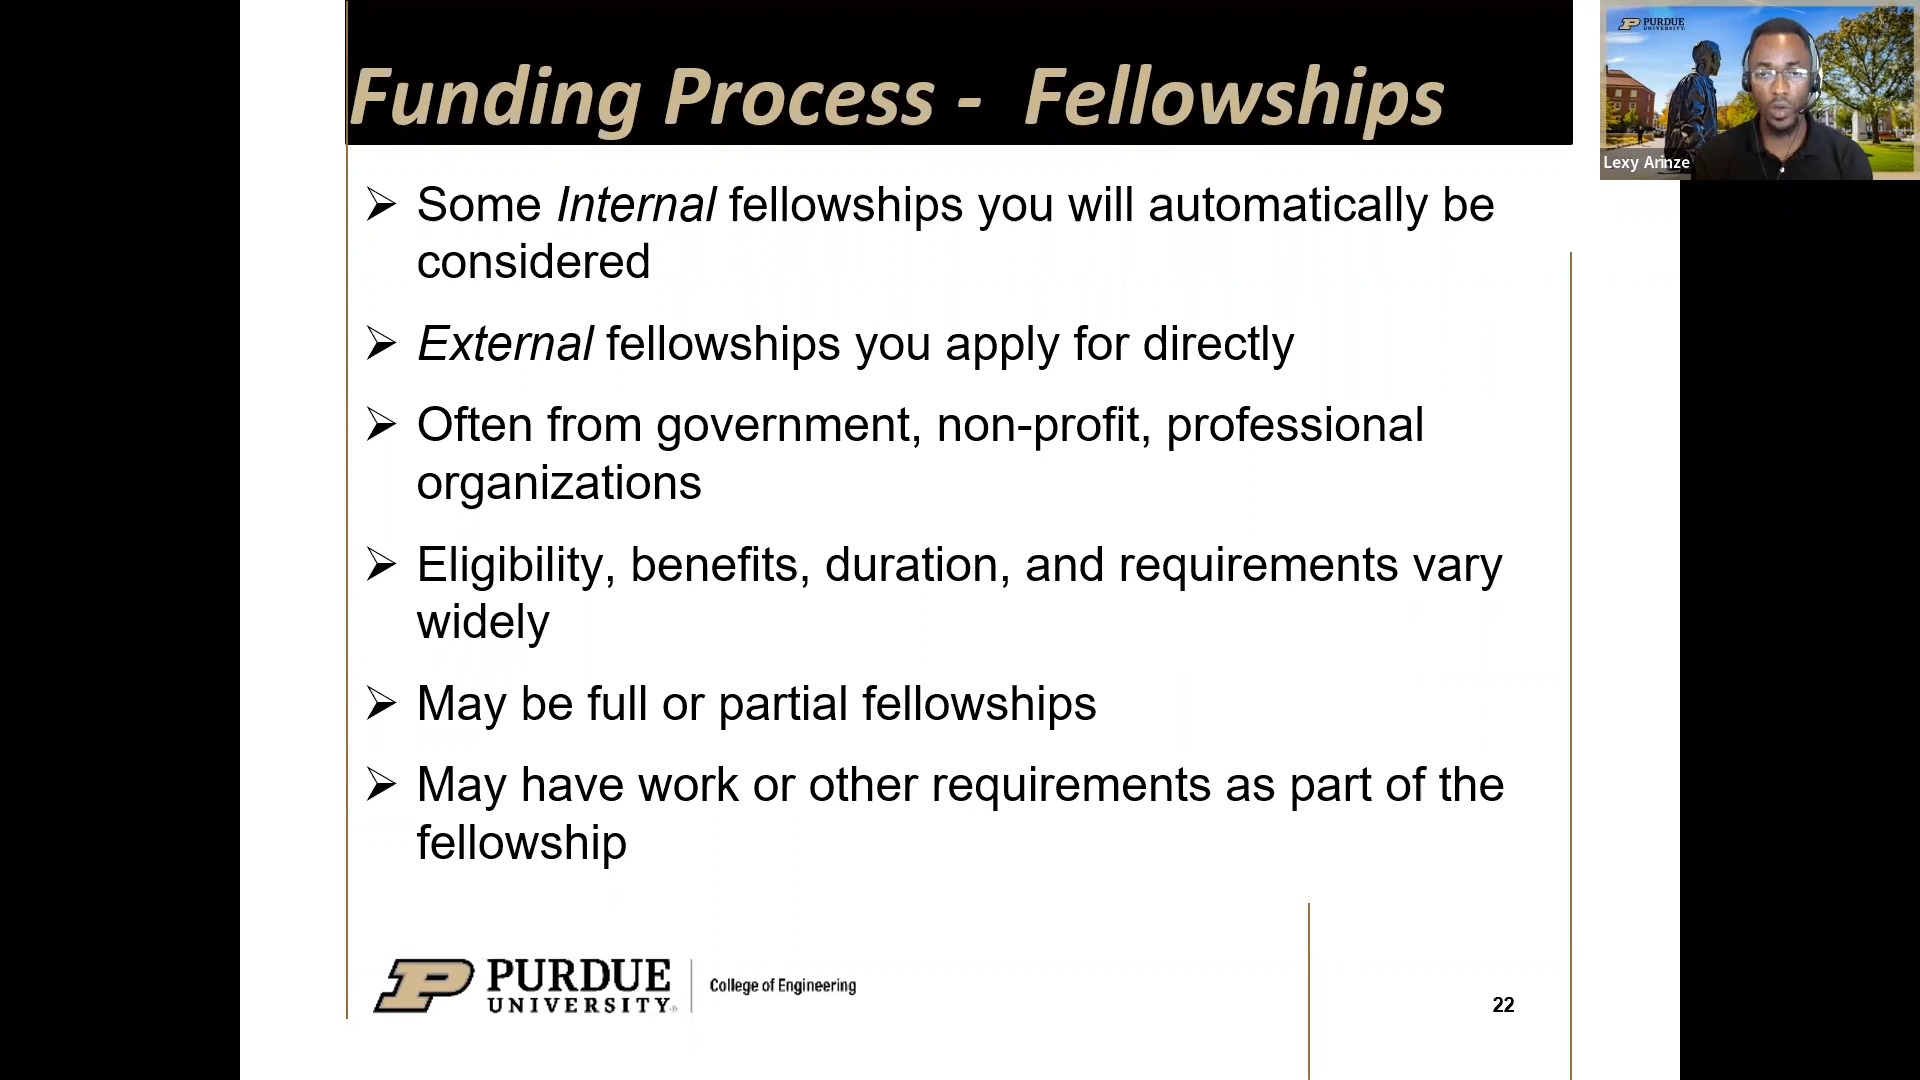 Funding Process - Fellowships
PURDUE
UNIVERSITY
Lexy Arinze
➢ Some Internal fellowships you will automatically be
considered
➢ External fellowships you apply for directly
➢ Often from government, non-profit, professional
organizations
➢ Eligibility, benefits, duration, and requirements vary
widely
➢ May be full or partial fellowships
➢ May have work or other requirements as part of the
fellowship
PURDUE
UNIVERSITY®
College of Engineering
22